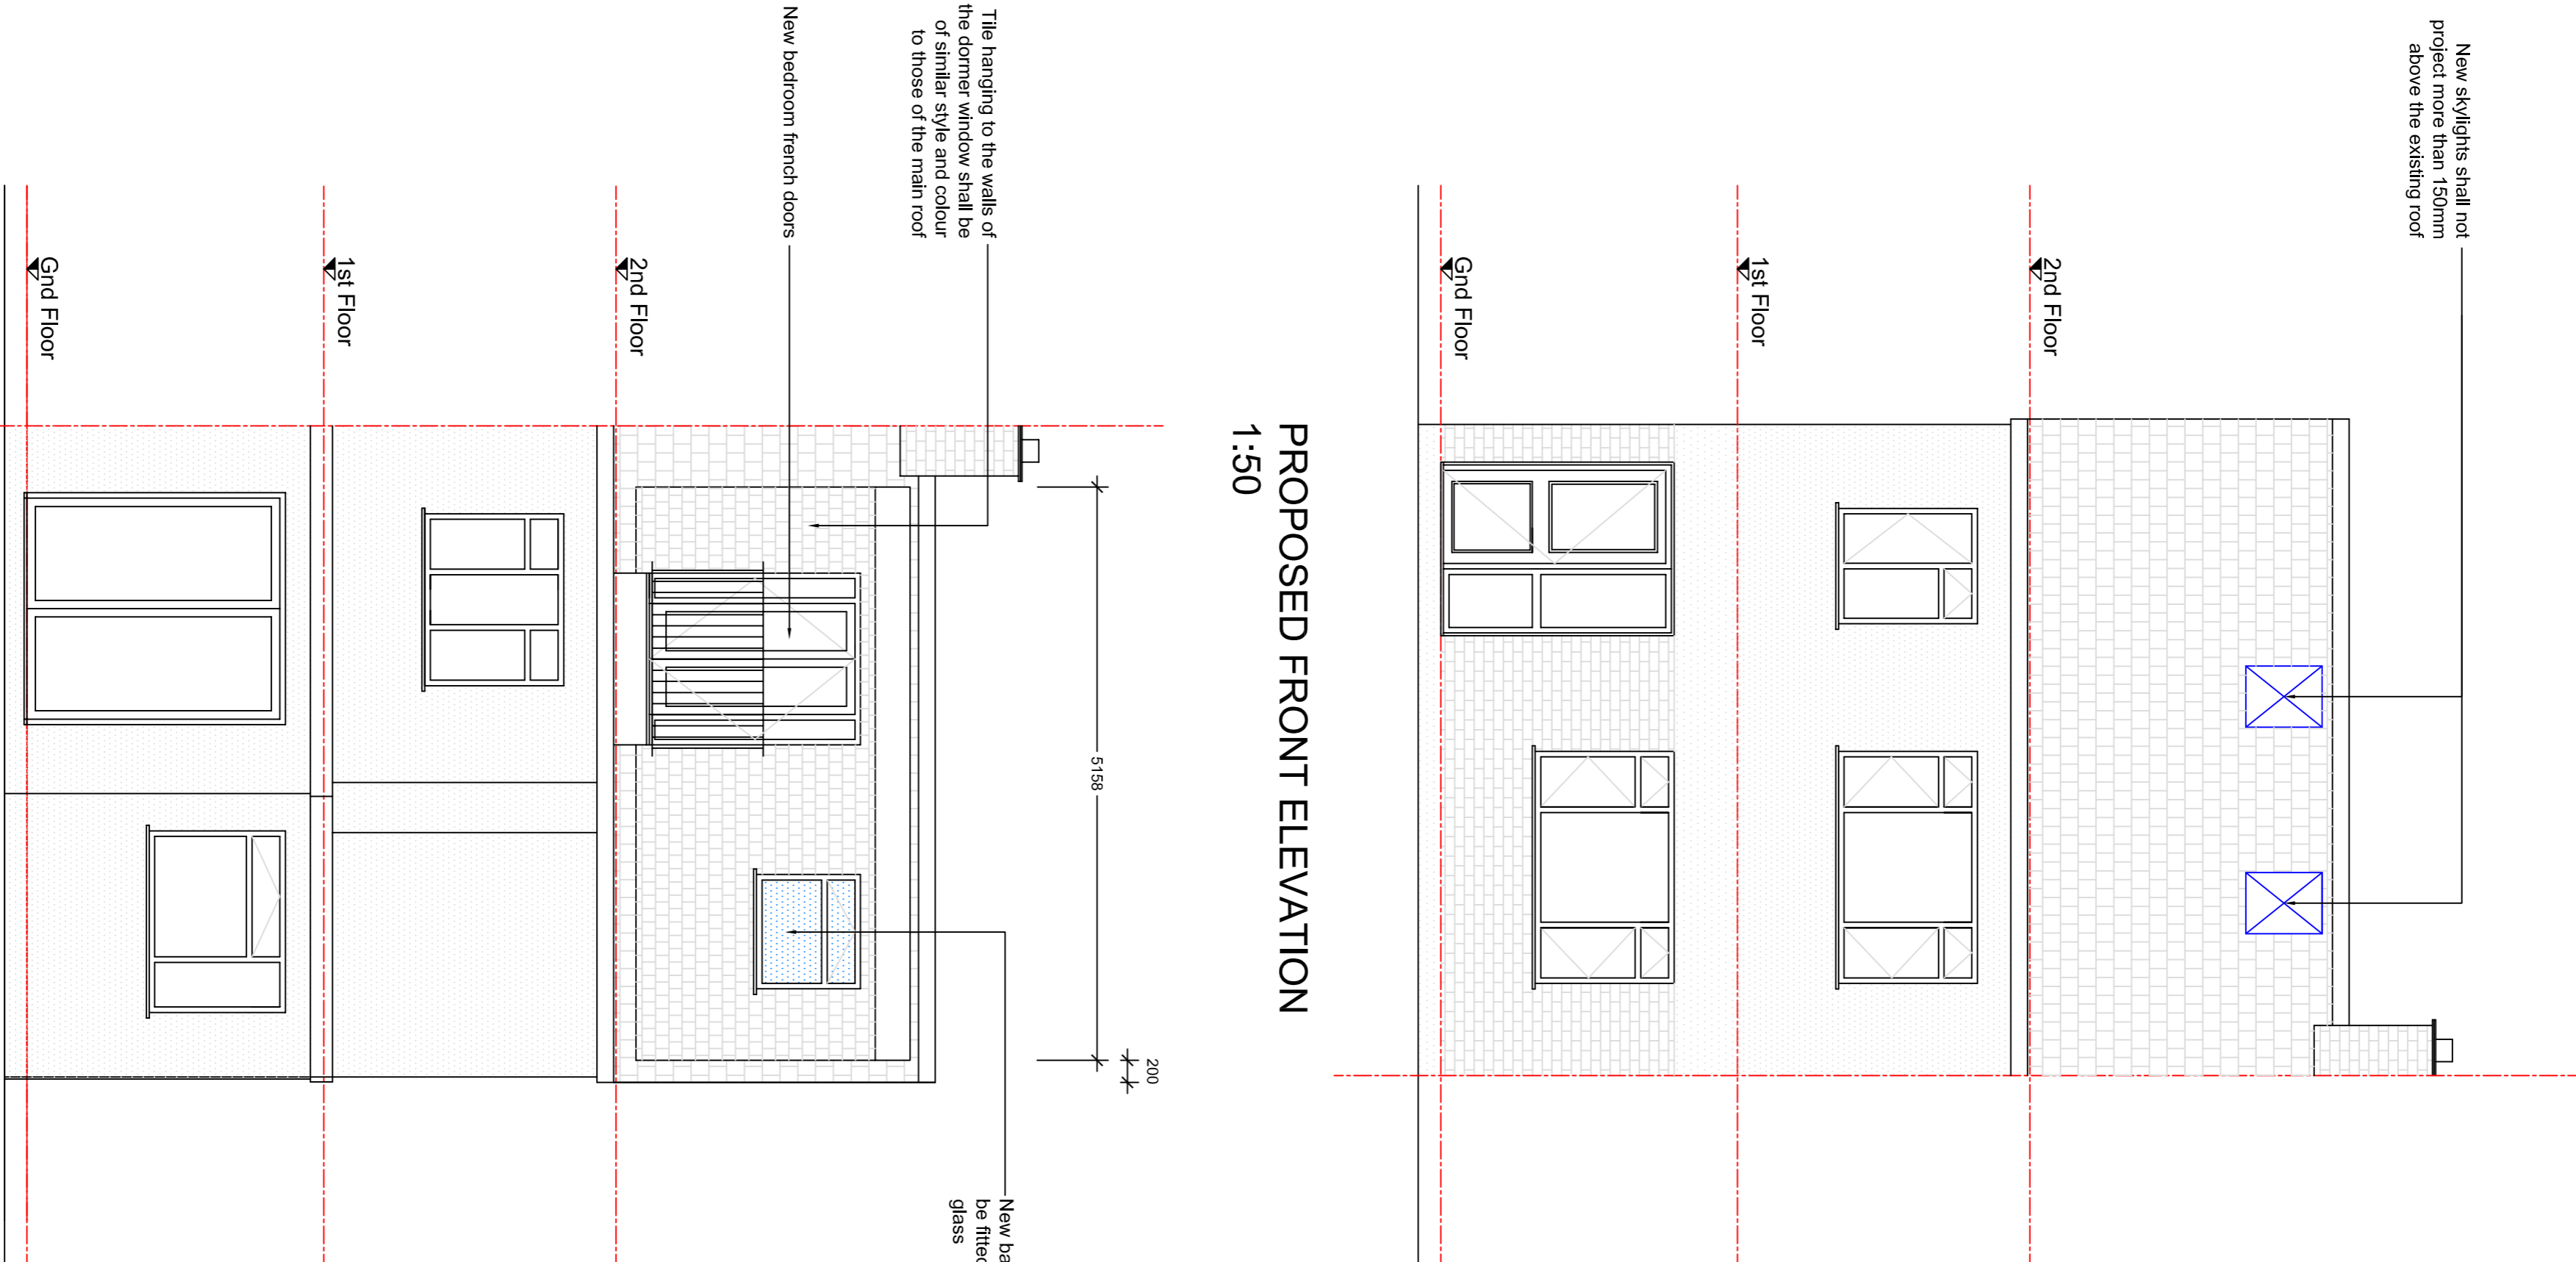 New skylights shall not
project more than 150mm
above the existing roof
2nd Floor
1st Floor
Gnd Floor
PROPOSED FRONT ELEVATION
1:50
200
5158
Tile hanging to the walls of
the dormer window shall be
of similar style and colour
to those of the main roof
New bedroom french doors
New
be fitted
glass
2nd Floor
1st Floor
Gnd Floor